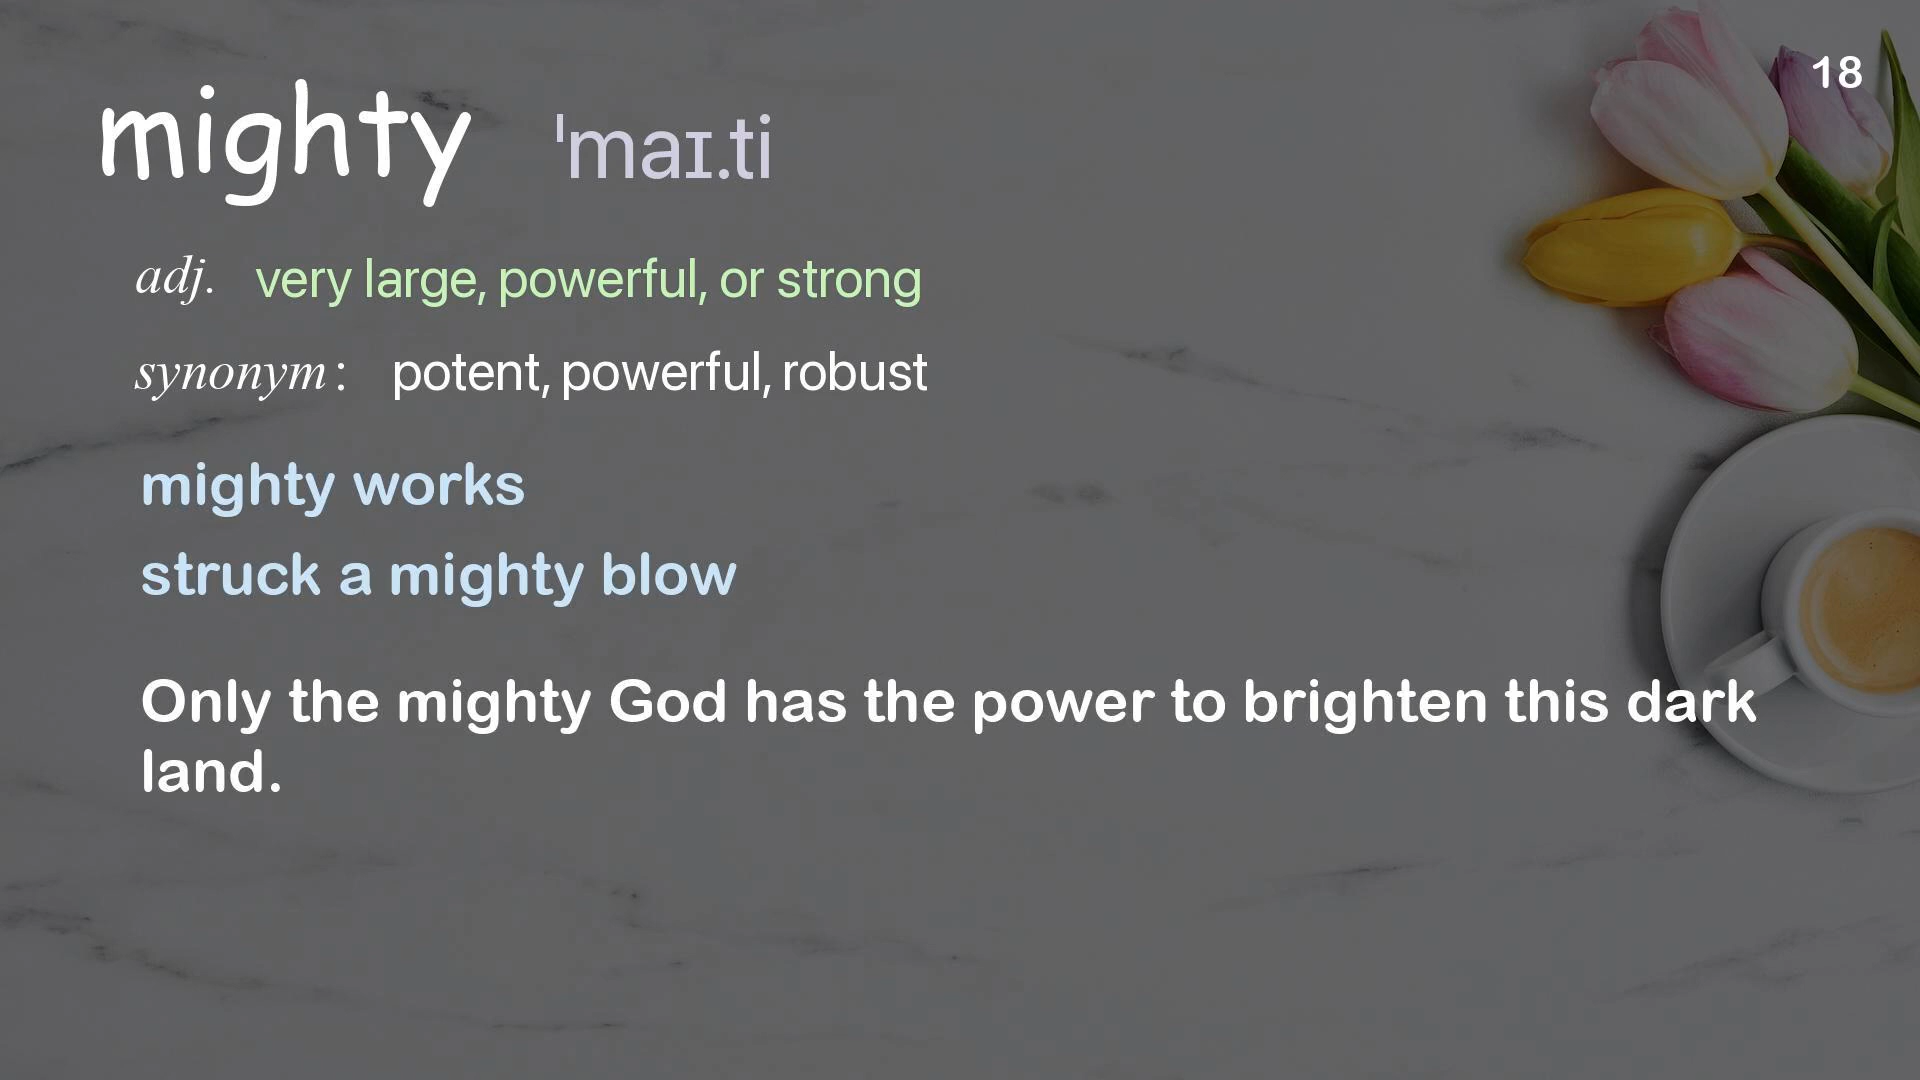 18
mighty ˈmaɪ.ti
adj. very large, powerful, or strong
synonym: potent, powerful, robust
mighty works
struck a mighty blow
Only the mighty God has the power to brighten this dark
land.